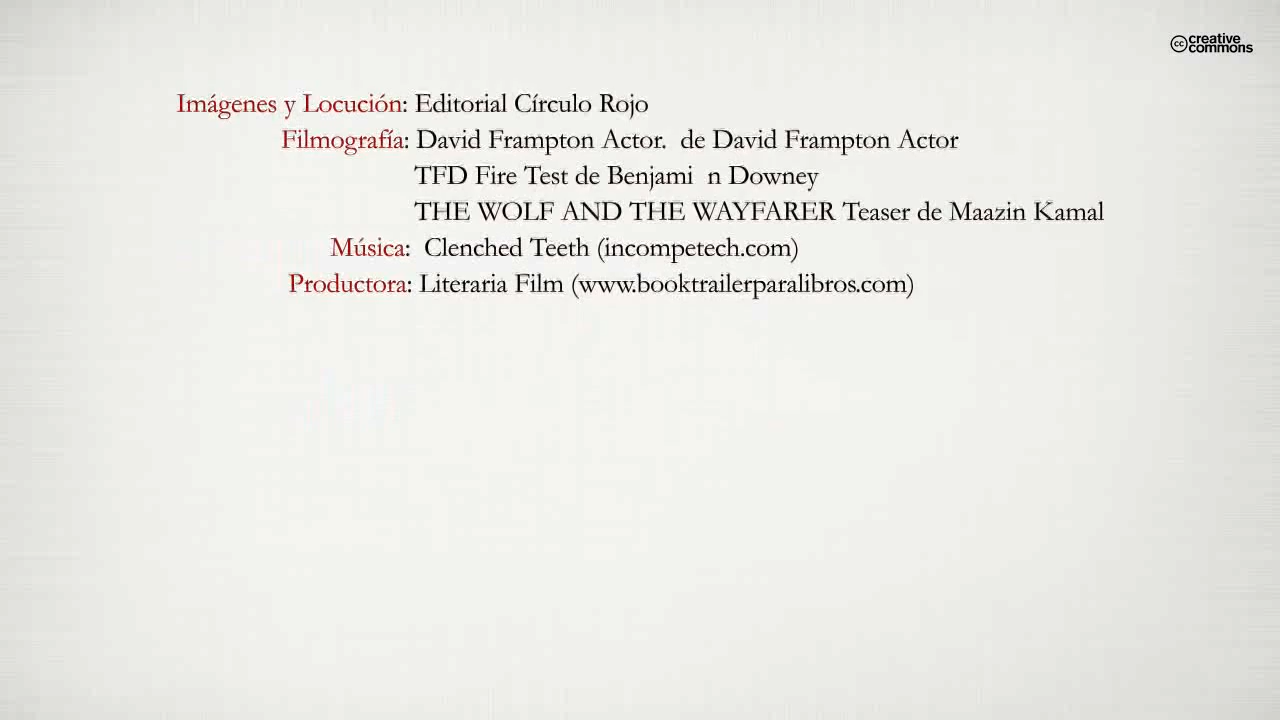 creative
commons
Imágenes y Locución: Editorial Círculo Rojo
Filmografía: David Frampton Actor.  de David Frampton Actor
TFD Fire Test de Benjami  n Downey
THE WOLF AND THE WAYFARER Teaser de Maazin Kamal
Música:  Clenched Teeth (incompetech.com)
Productora: Literaria Film (www.booktrailerparalibros.com)